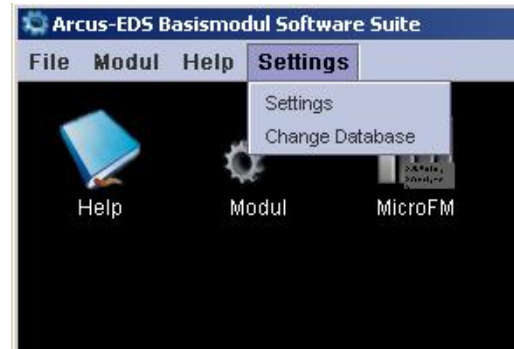 Arcus-EDS Basismodul Software Suite
File Modul Help Settings
Settings
Change Database
Help Modul MicroFM